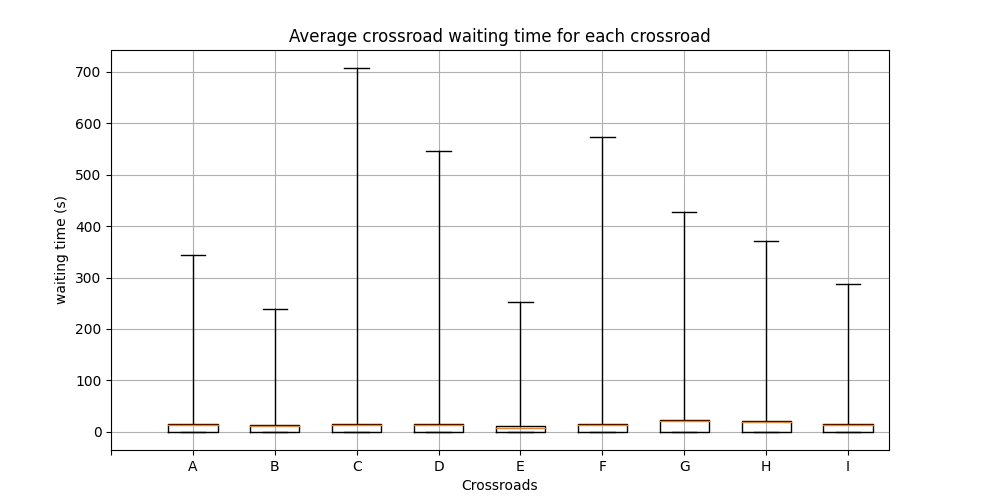 Average crossroad waiting time for each crossroad
waiting time (s)
700
600
500
400
300
200
100
0
A B C D E F G H I
Crossroads